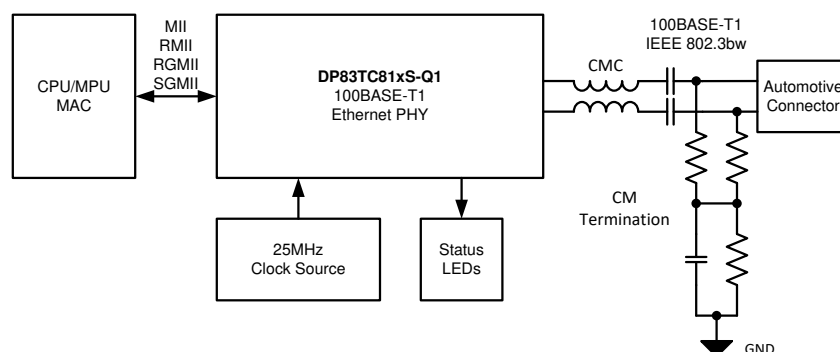 MII
RMII
RGMII
SGMII
CPU/MPU
MAC
DP83TC81xS-Q1
100BASE-T1
Ethernet PHY
CMC
100BASE-T1
IEEE 802.3bw
Automotive
Connector
CM
Termination
25MHz
Clock Source
Status
LEDs
GND